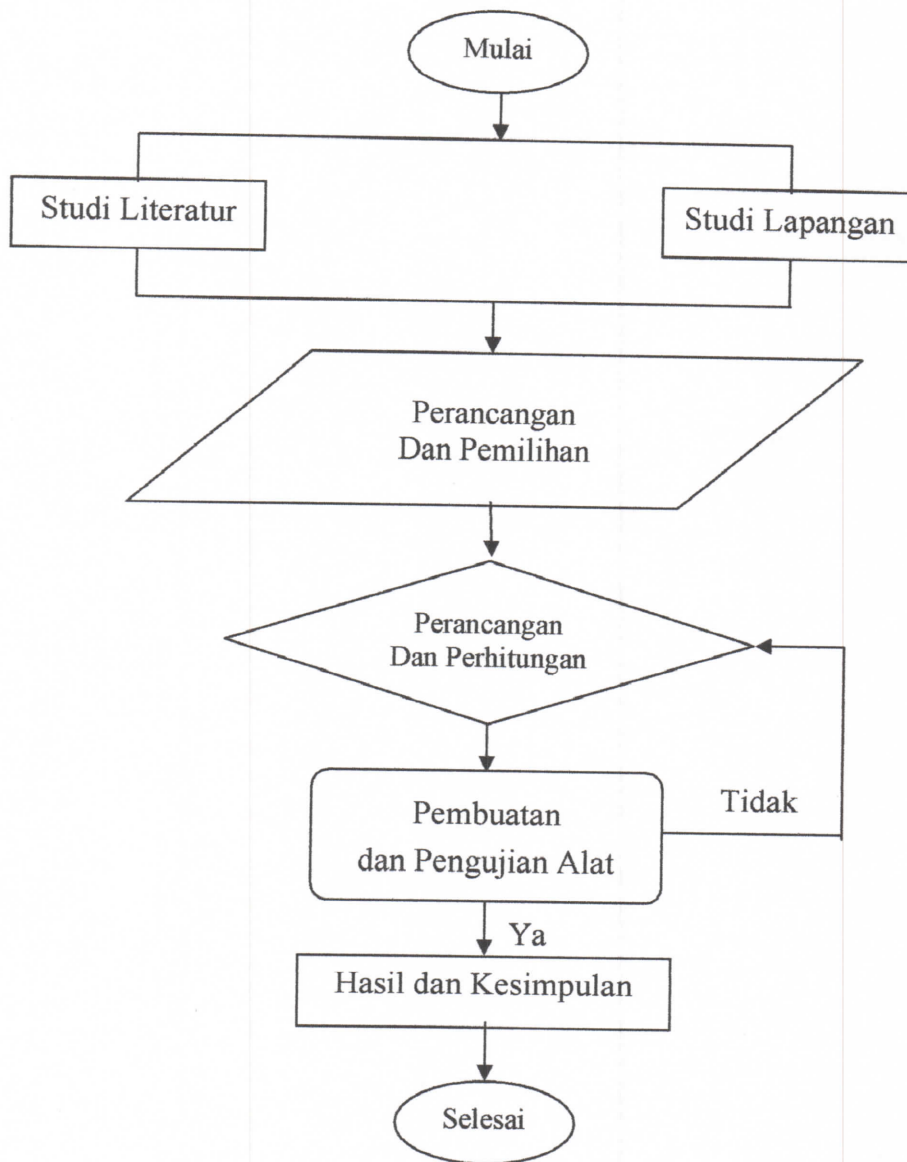 Mulai
Studi Literatur
Studi Lapangan
Perancangan
Dan Pemilihan
Perancangan
Dan Perhitungan
Pembuatan
dan Pengujian Alat
Tidak
Ya
Hasil dan Kesimpulan
Selesai